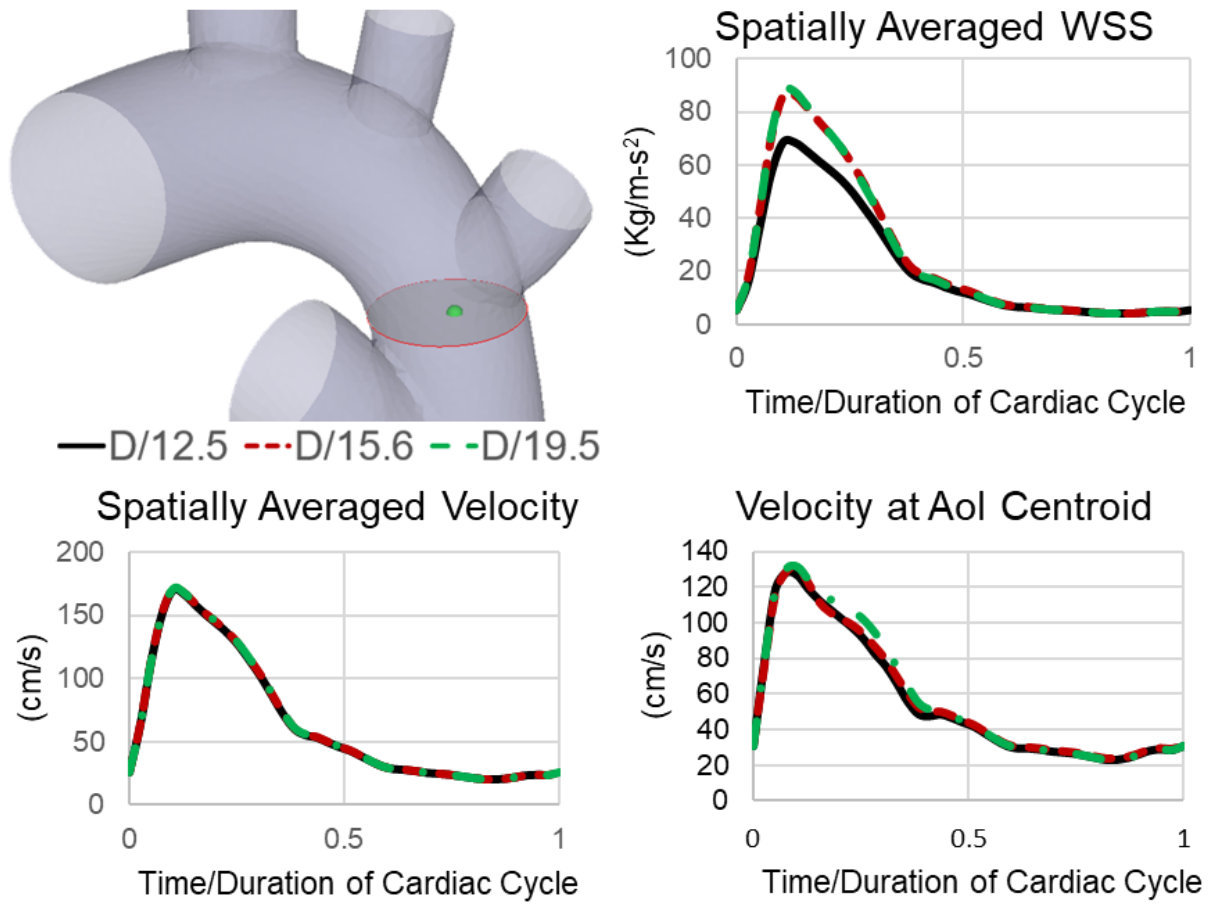 Spatially Averaged WSS
100
80
60
40
20
0
(Kg/m-s²)
0 0.5 1
Time/Duration of Cardiac Cycle
D/12.5 D/15.6 D/19.5
Spatially Averaged Velocity
200
150
100
50
0
(cm/s)
0 0.5 1
Time/Duration of Cardiac Cycle
Velocity at AoI Centroid
140
120
100
80
60
40
20
0
(cm/s)
0 0.5 1
Time/Duration of Cardiac Cycle